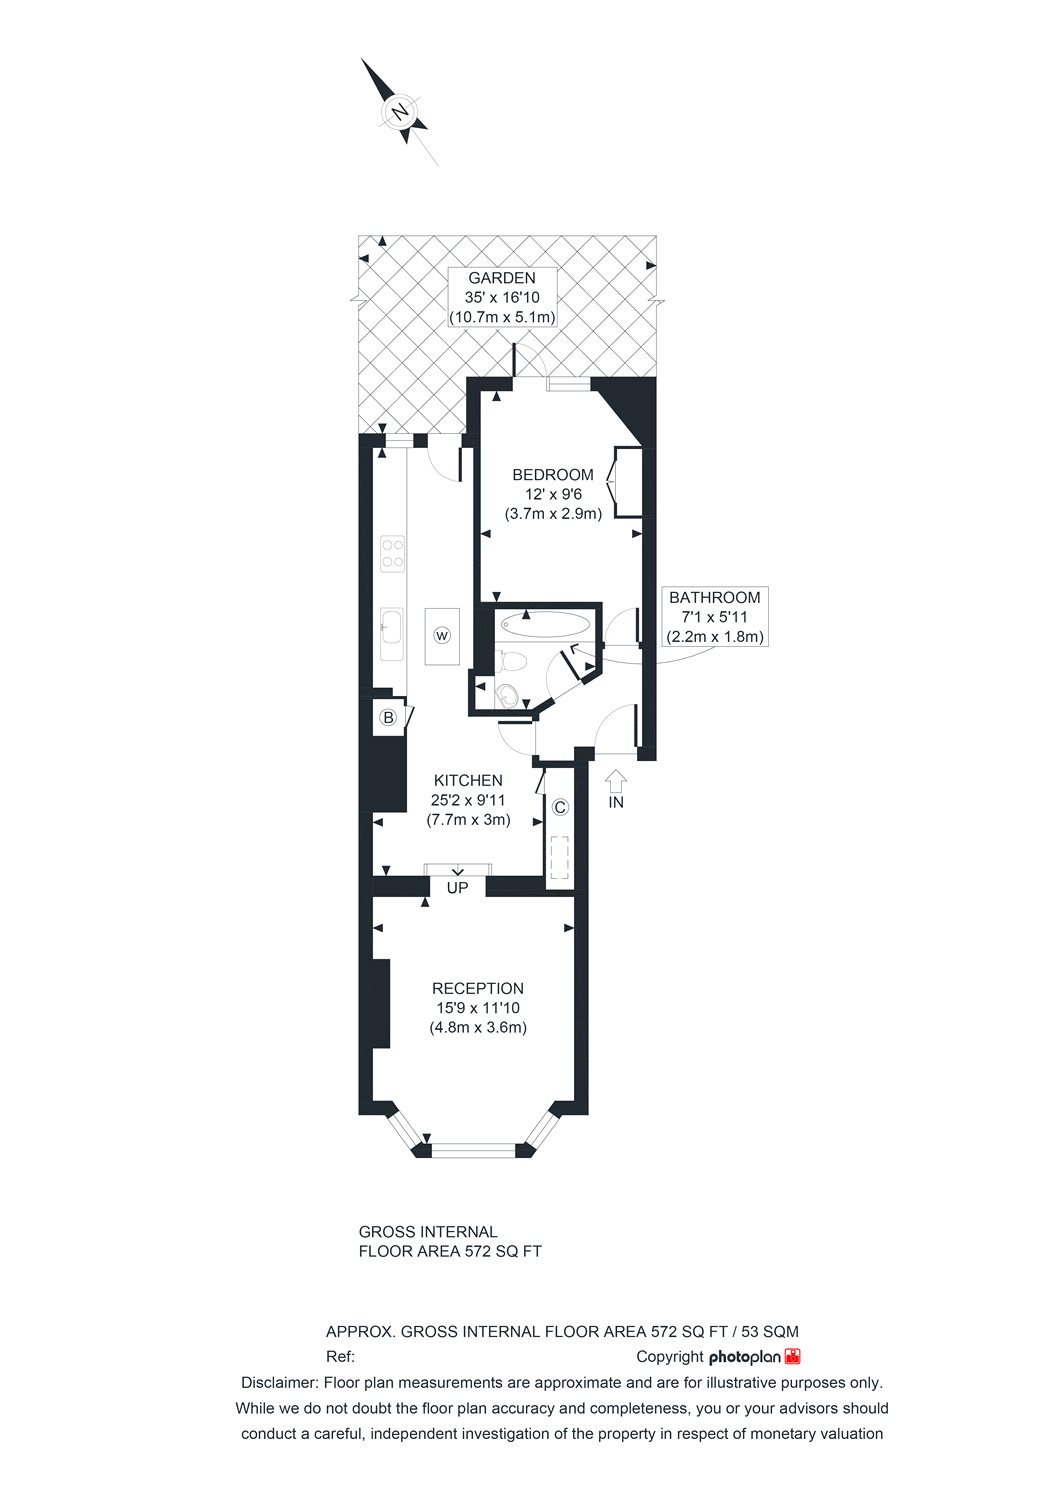 N
GARDEN
35' x 16'10
(10.7m x 5.1m)
BEDROOM
12' x 9'6
(3.7m x 2.9m)
BATHROOM
7'1 x 5'11
(2.2m x 1.8m)
W
B
KITCHEN
25'2 x 9'11
(7.7m x 3m)
C
IN
UP
RECEPTION
15'9 x 11'10
(4.8m x 3.6m)
GROSS INTERNAL
FLOOR AREA 572 SQ FT
APPROX. GROSS INTERNAL FLOOR AREA 572 SQ FT / 53 SQM
Ref:
Copyright photoplan
Disclaimer: Floor plan measurements are approximate and are for illustrative purposes only.
While we do not doubt the floor plan accuracy and completeness, you or your advisors should
conduct a careful, independent investigation of the property in respect of monetary valuation